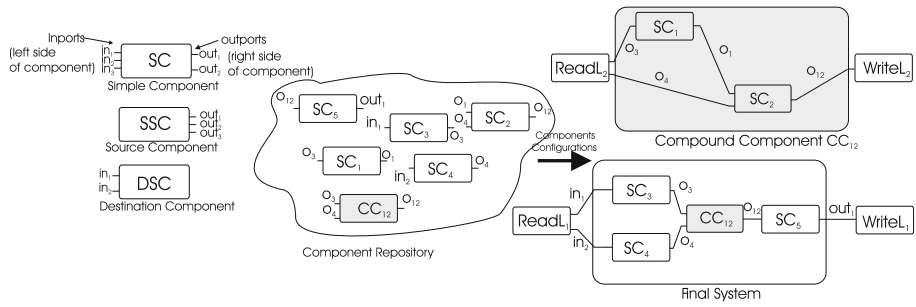 Inports
(left side
of component)
in₁
in₂
in₃
SC
out₁
out₂
outports
(right side
of component)
Simple Component
SSC
out₁
out₂
out₃
Source Component
in₁
in₂
DSC
Destination Component
O₁₂
SC₅
out₁
in₁
SC₃
O₃
O₁
O₄
SC₂
O₁₂
O₃
SC₁
O₁
in₂
SC₄
O₄
O₃
O₄
CC₁₂
O₁₂
Component Repository
Components
Configurations
ReadL₂
O₃
SC₁
O₁
O₄
SC₂
O₁₂
WriteL₂
Compound Component CC₁₂
ReadL₁
in₁
SC₃
O₃
in₂
SC₄
O₄
CC₁₂
O₁₂
SC₅
out₁
WriteL₁
Final System